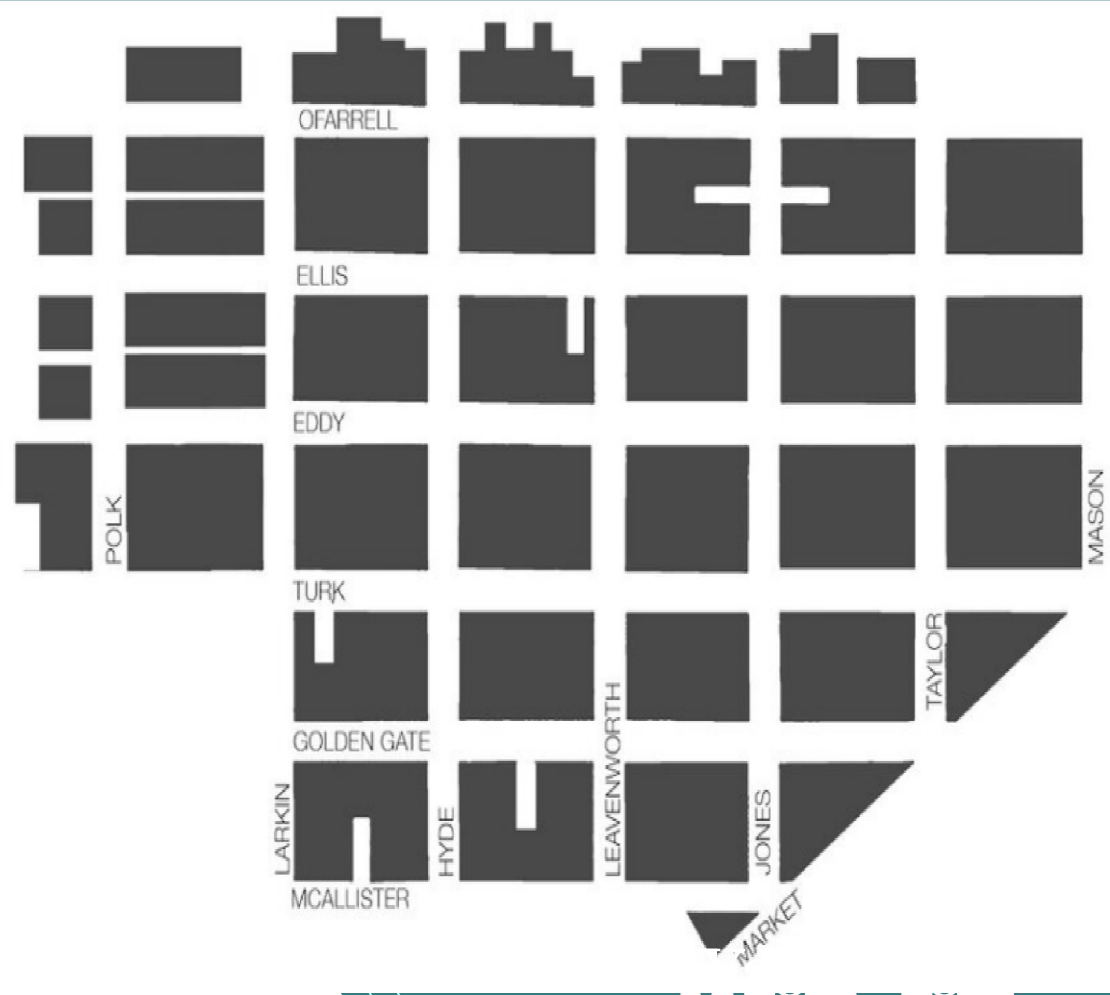 OFARRELL
ELLIS
EDDY
POLK
MASON
TURK
TAYLOR
GOLDEN GATE
LARKIN
HYDE
LEAVENWORTH
JONES
MCALLISTER
MARKET